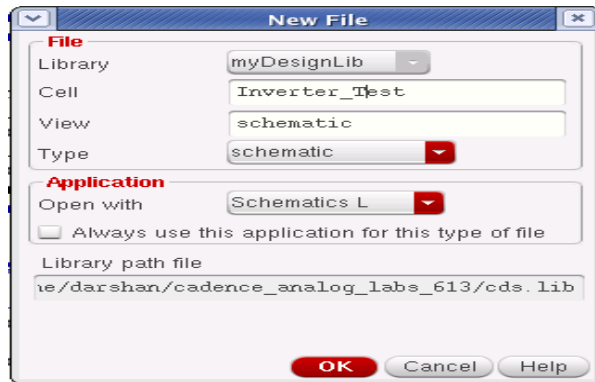 New File
File
Library myDesignLib
Cell Inverter_Test
View schematic
Type schematic
Application
Open with Schematics L
Always use this application for this type of file
Library path file
ne/darshan/cadence_analog_labs_613/cds.lib
OK Cancel Help